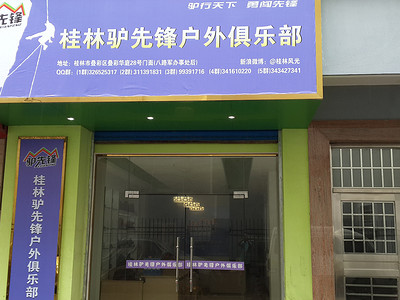 驴行天下 勇闯先锋
先锋
桂林驴先锋户外俱乐部
地址：桂林市叠彩区叠彩华庭28号门面(八路军办事处后) 新浪微博：@桂林风光
QQ群：(1群)326525317 (2群)311391831 (3群)99391716 (4群)341610220 (5群)343427341
驴先锋
桂林驴先锋户外俱乐部
桂林驴先锋户外俱乐部 桂林驴先锋户外俱乐部